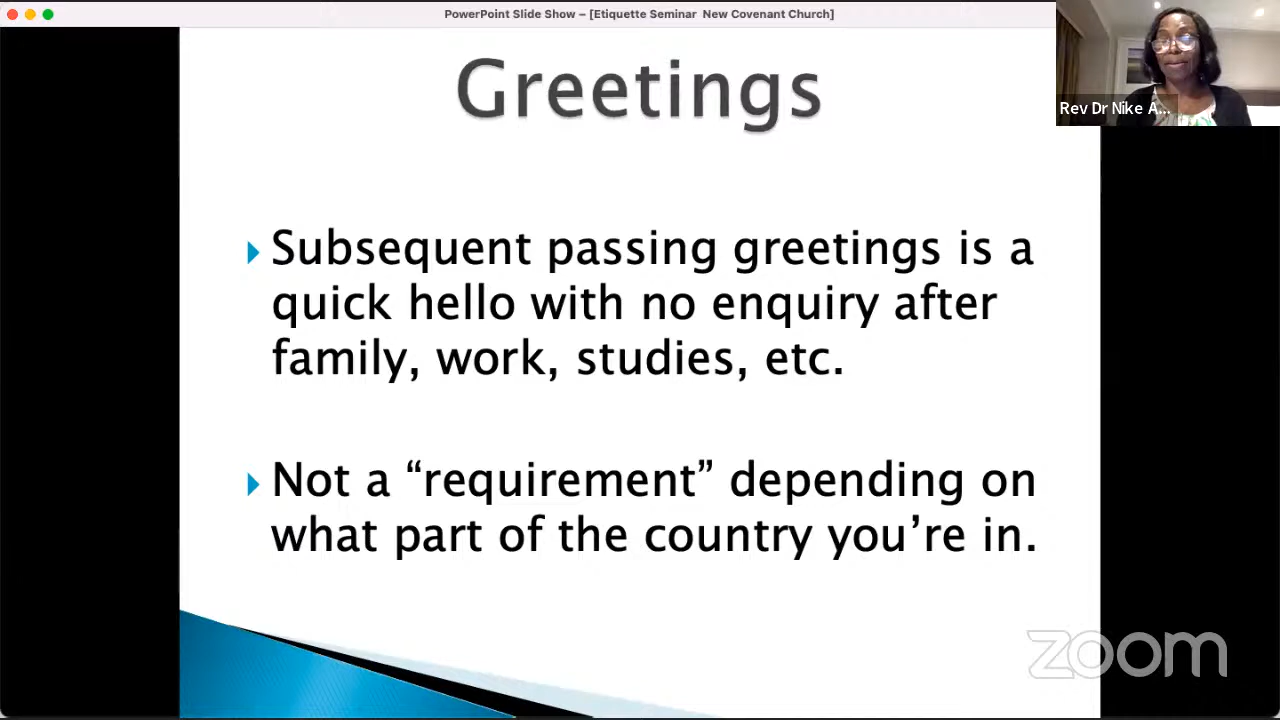 PowerPoint Slide Show – [Etiquette Seminar New Covenant Church]
Greetings
Rev Dr Nike A...
Subsequent passing greetings is a
quick hello with no enquiry after
family, work, studies, etc.
Not a “requirement” depending on
what part of the country you’re in.
zoom